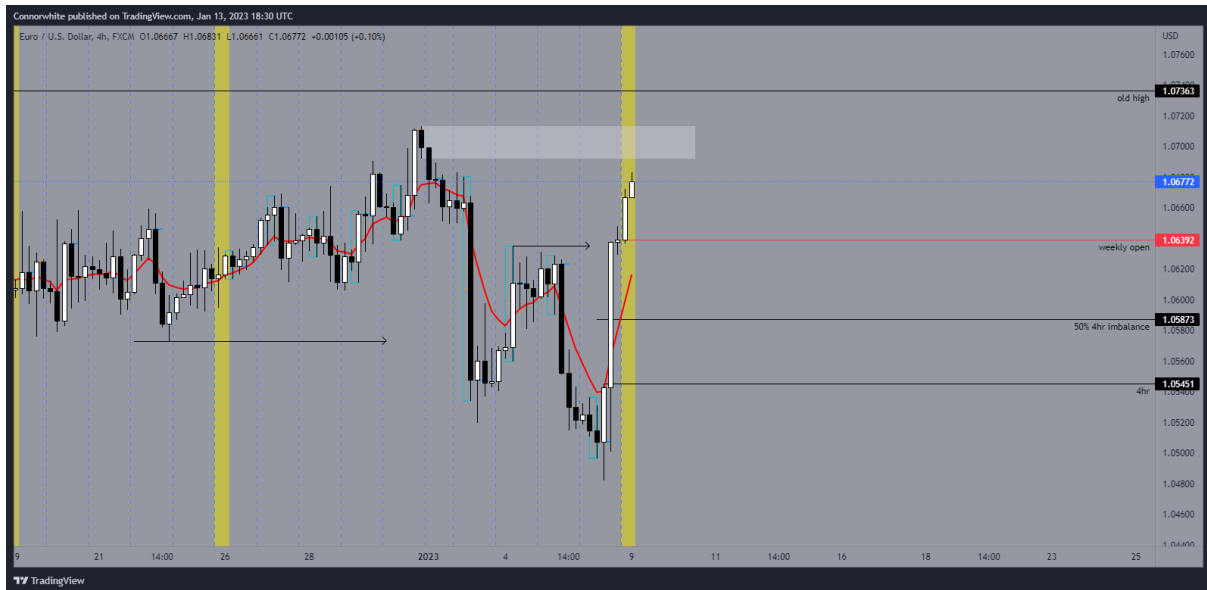 Connorwhite published on TradingView.com, Jan 13, 2023 18:30 UTC
Euro / U.S. Dollar, 4h, FXCM O1.06667 H1.06831 L1.06661 C1.06772 +0.00105 (+0.10%)
USD
1.07600
1.07363
old high
1.07200
1.07000
1.06772
1.06600
1.06392
weekly open
1.06200
1.06000
1.05873
50% 4hr imbalance
1.05800
1.05600
1.05451
4hr
1.05400
1.05200
1.05000
1.04800
1.04600
1.04400
9 21 14:00 26 28 2023 4 14:00 9 11 14:00 16 18 14:00 23 25
TradingView